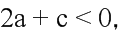 2a + c < 0,